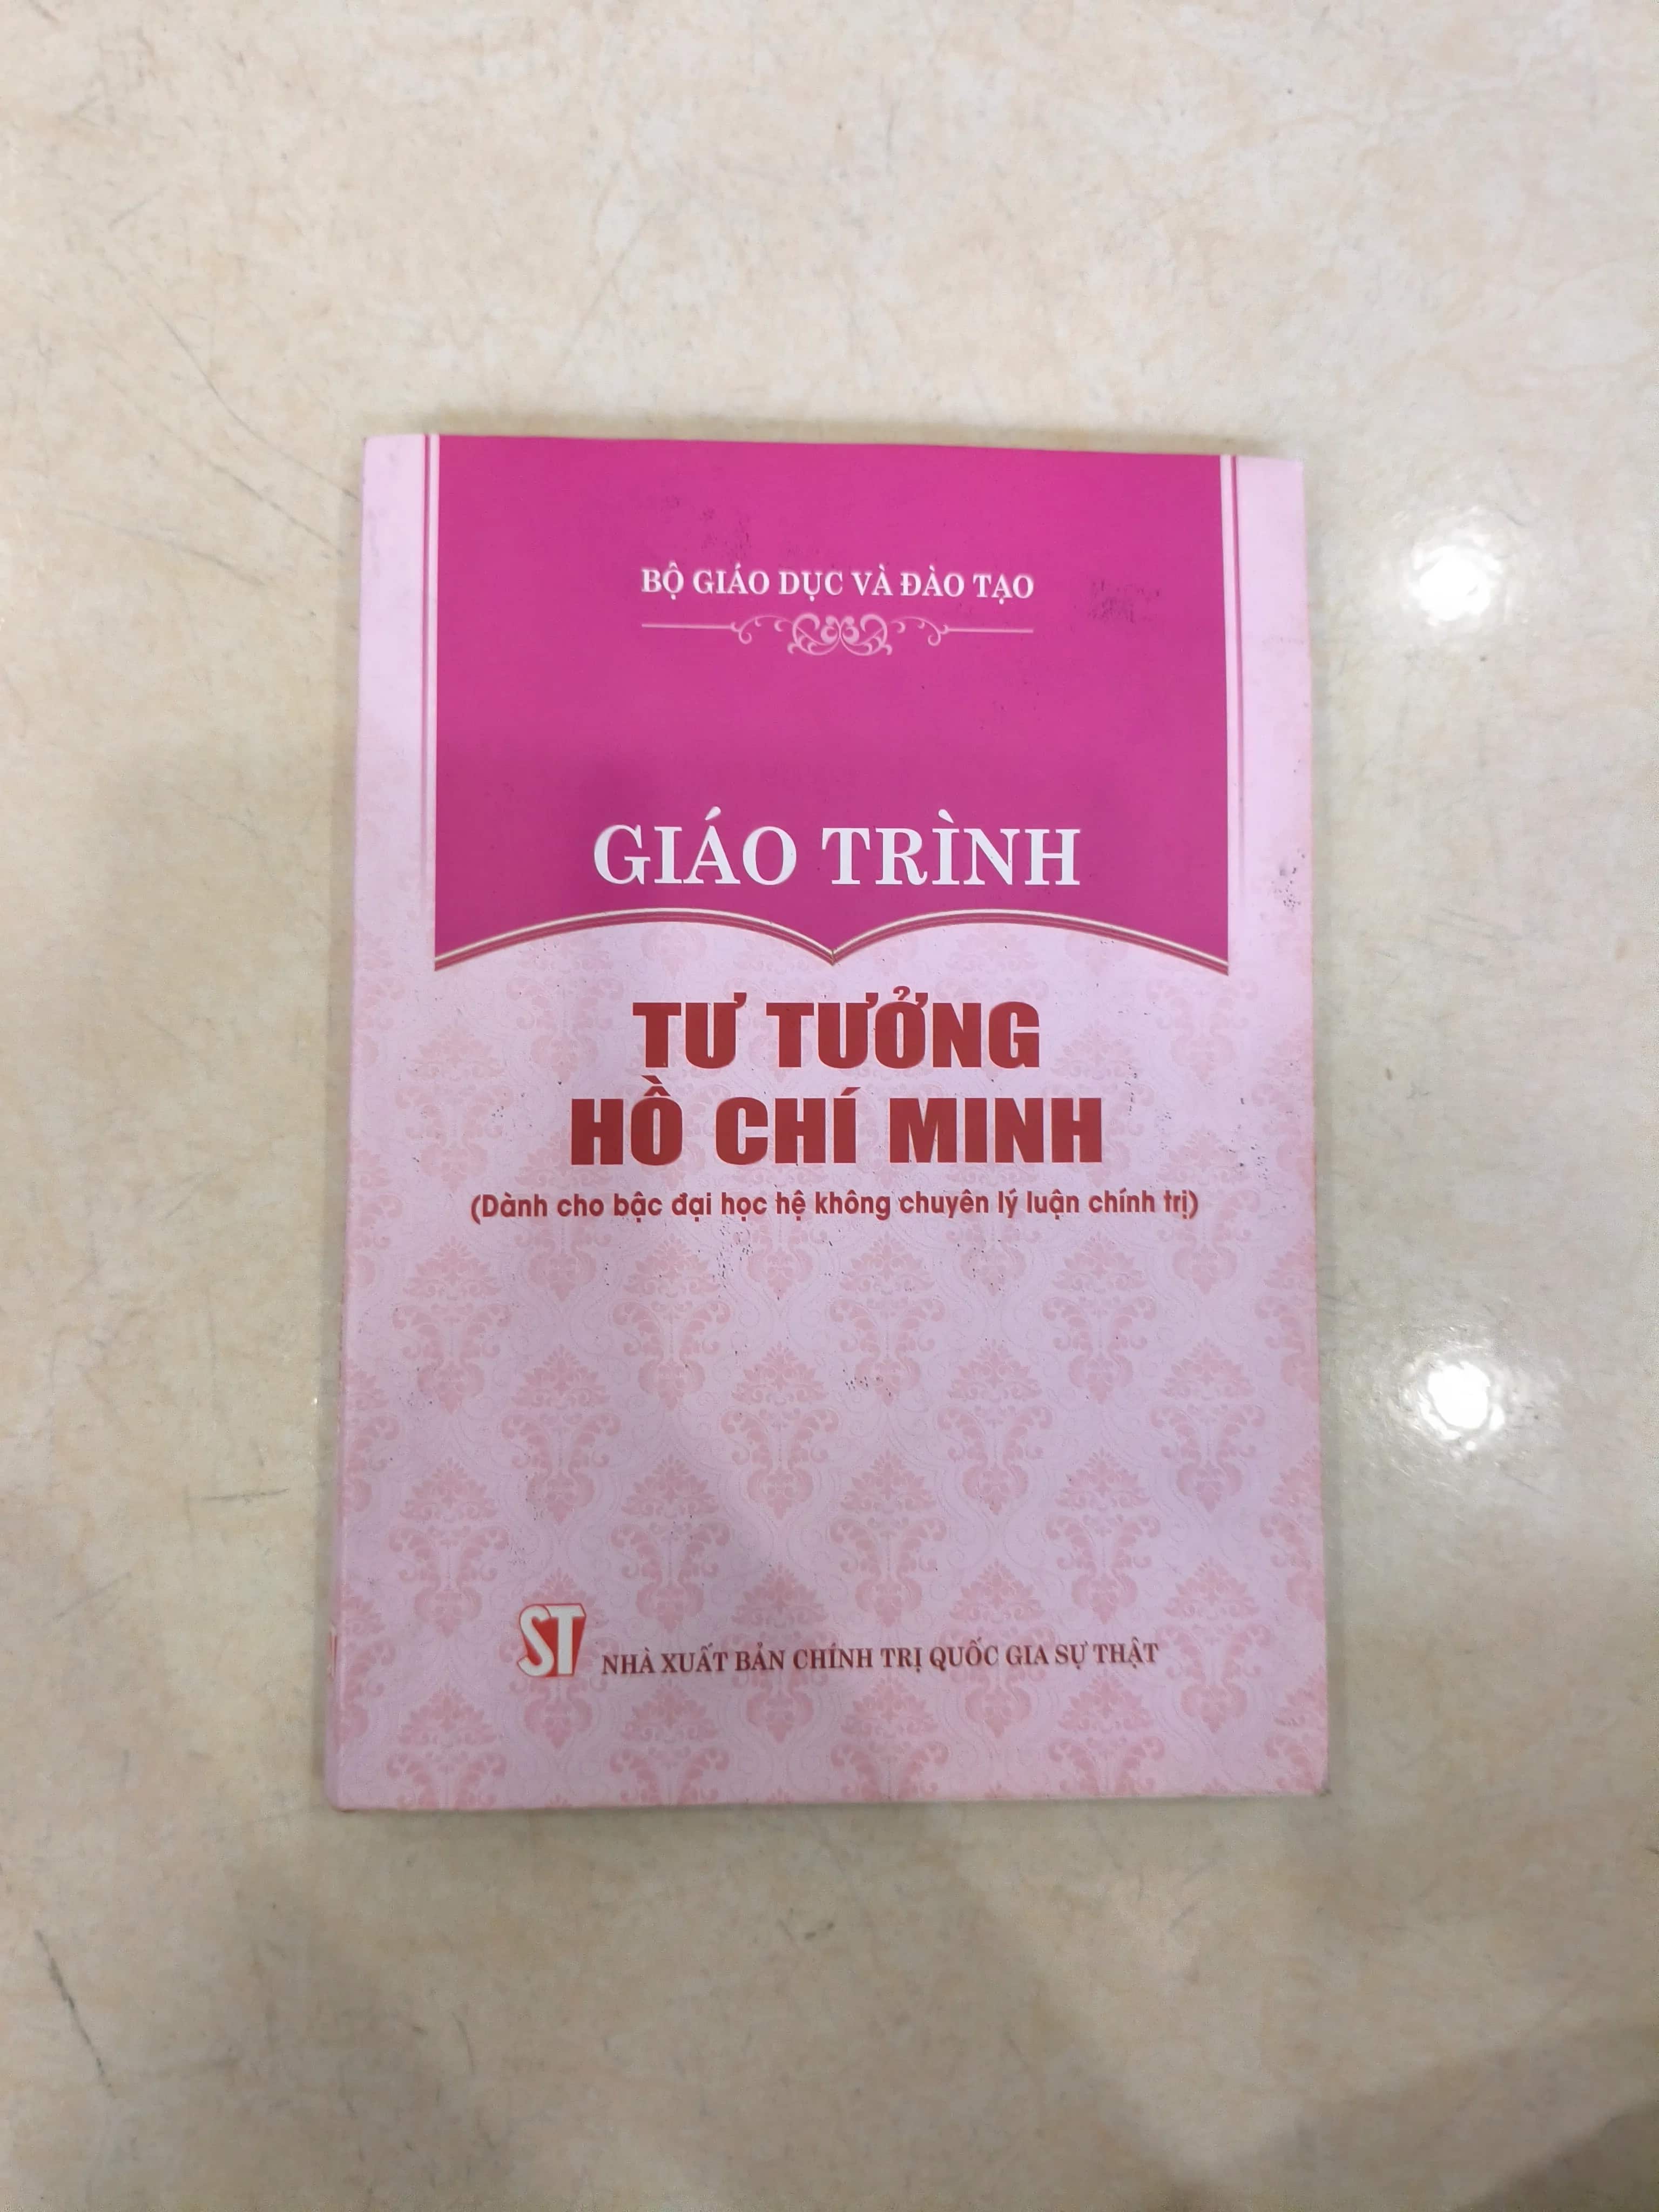 BỘ GIÁO DỤC VÀ ĐÀO TẠO
GIÁO TRÌNH
TƯ TƯỞNG
HỒ CHÍ MINH
(Dành cho bậc đại học hệ không chuyên lý luận chính trị)
ST NHÀ XUẤT BẢN CHÍNH TRỊ QUỐC GIA SỰ THẬT